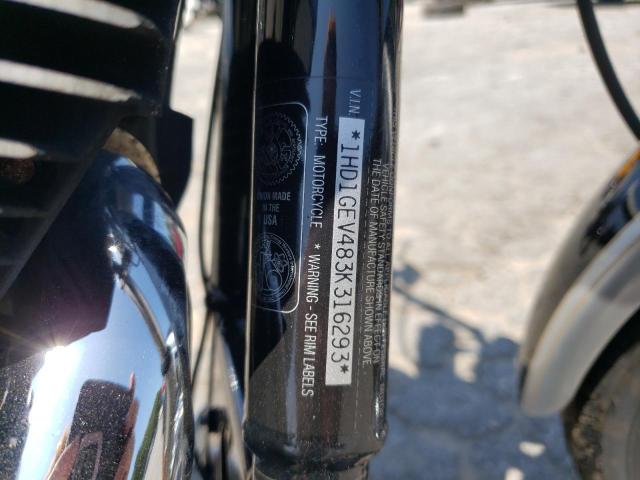 VEHICLE SAFETY STANDARDS IN EFFECT ON
THE DATE OF MANUFACTURE SHOWN ABOVE
V.I.N. *1HD1GEV483K316293*
TYPE: MOTORCYCLE * WARNING - SEE RIM LABELS
UNION MADE
IN THE
USA